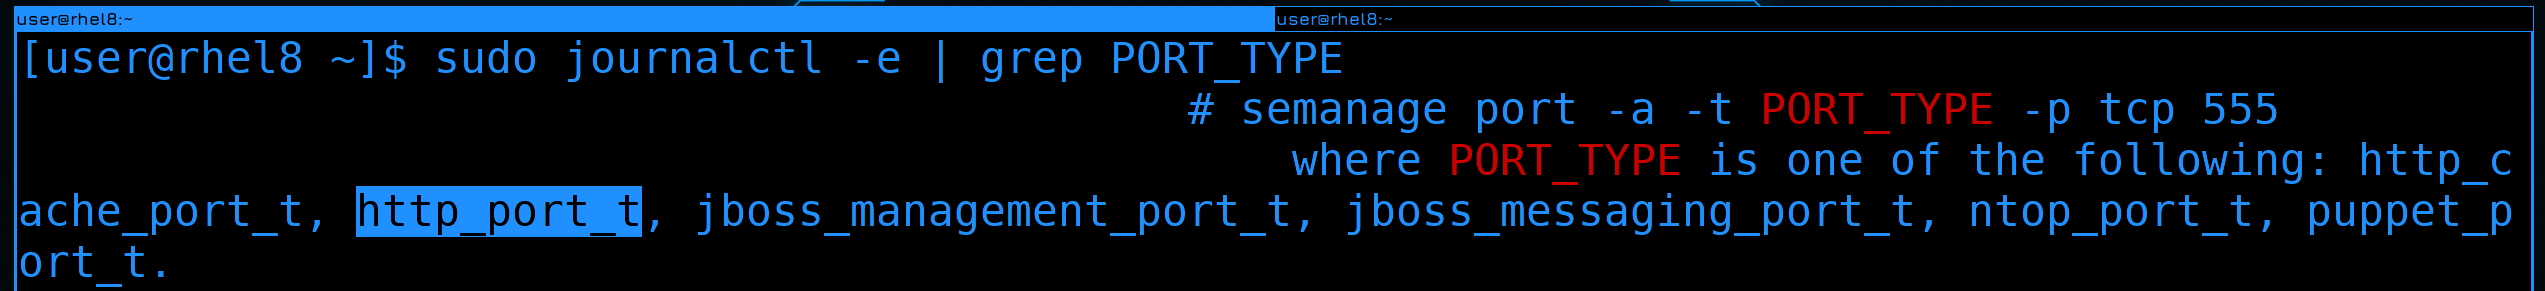 user@rhel8:~ user@rhel8:~
[user@rhel8 ~]$ sudo journalctl -e | grep PORT_TYPE
# semanage port -a -t PORT_TYPE -p tcp 555
where PORT_TYPE is one of the following: http_c
ache_port_t, http_port_t, jboss_management_port_t, jboss_messaging_port_t, ntop_port_t, puppet_p
ort_t.